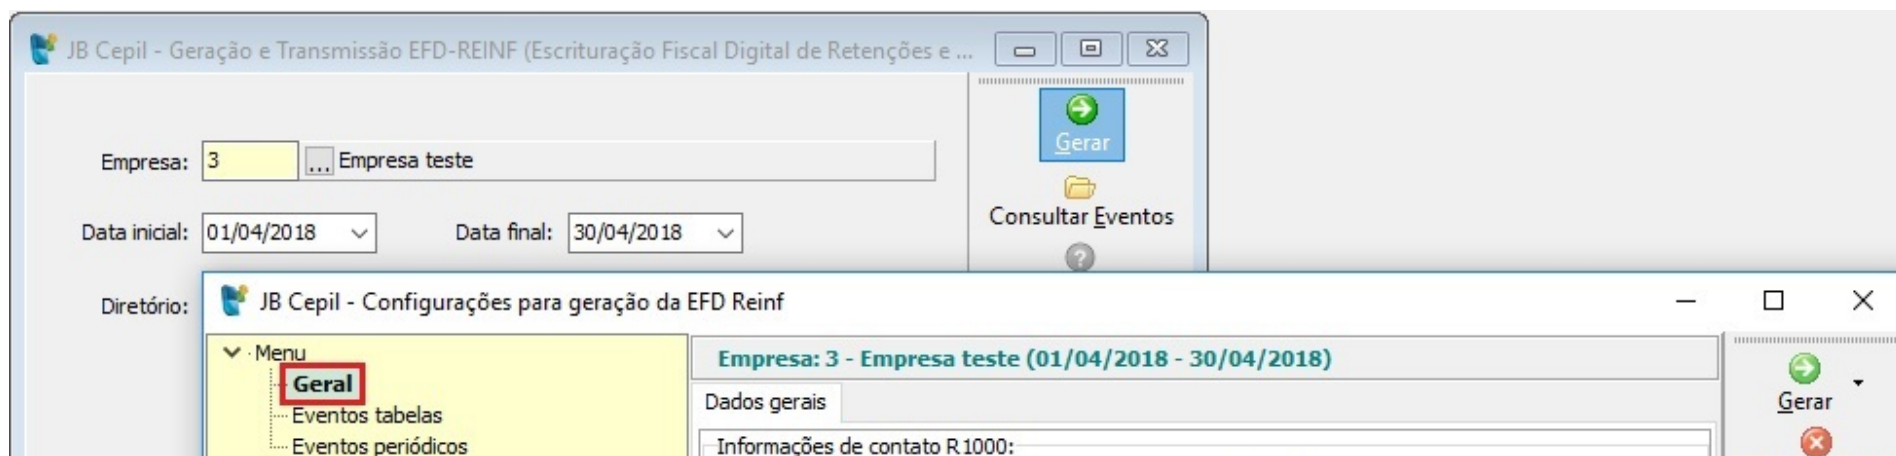 JB Cepil - Geração e Transmissão EFD-REINF (Escrituração Fiscal Digital de Retenções e ...
Gerar
Empresa: 3 ... Empresa teste
Consultar Eventos
Data inicial: 01/04/2018 Data final: 30/04/2018
Diretório:
JB Cepil - Configurações para geração da EFD Reinf
Menu
Geral
Eventos tabelas
Eventos periódicos
Empresa: 3 - Empresa teste (01/04/2018 - 30/04/2018)
Dados gerais
Informações de contato R1000:
Gerar